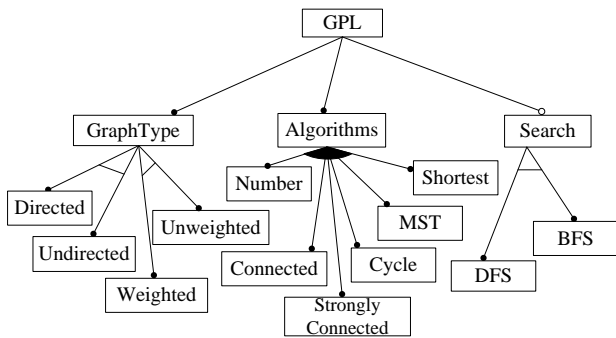 GPL
GraphType
Algorithms
Search
Number
Shortest
Directed
Unweighted
MST
Undirected
BFS
Connected
Cycle
DFS
Weighted
Strongly
Connected